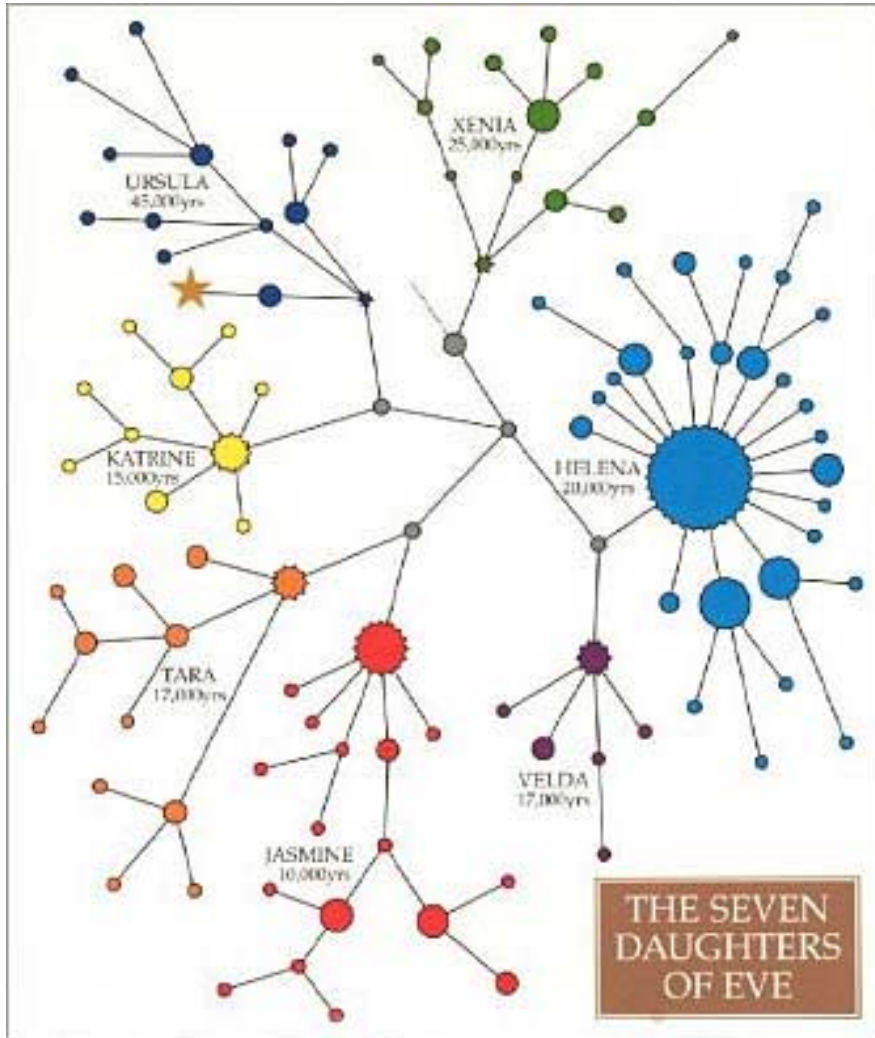 XENIA
25,000yrs
URSULA
45,000yrs
KATRINE
15,000yrs
HELENA
20,000yrs
TARA
17,000yrs
VELDA
17,000yrs
JASMINE
10,000yrs
THE SEVEN
DAUGHTERS
OF EVE